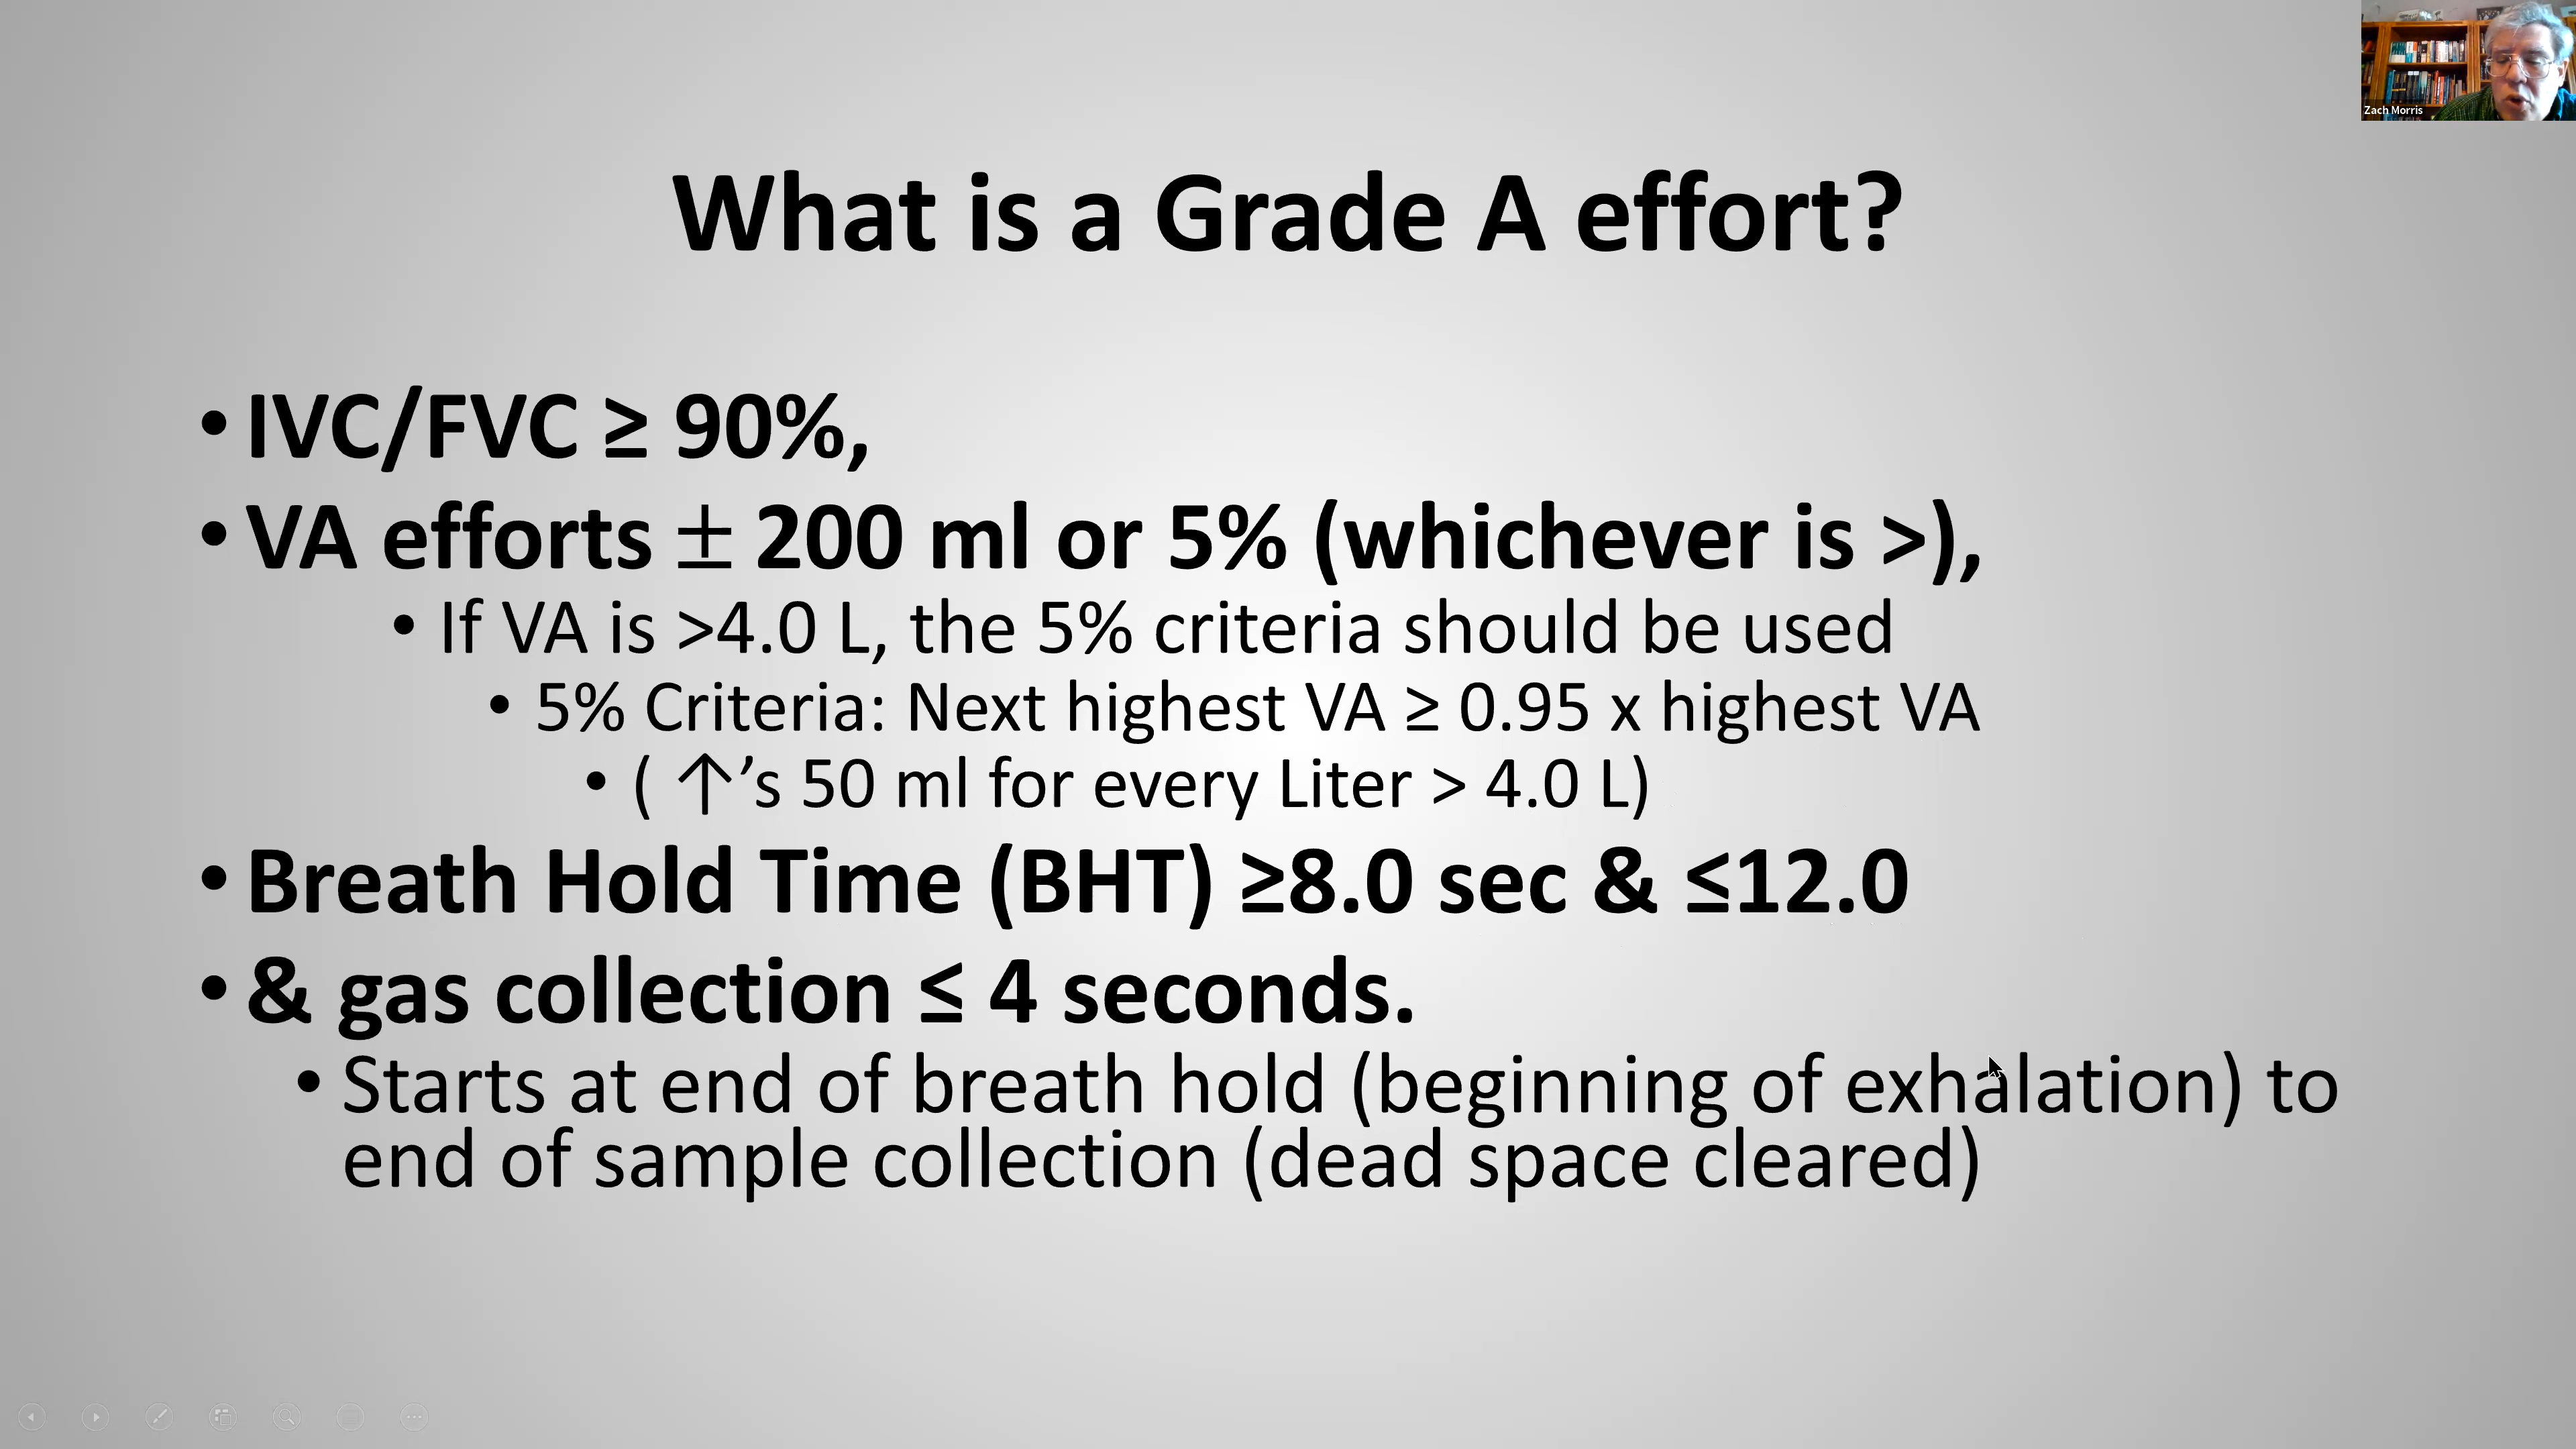 Zach Morris
What is a Grade A effort?
• IVC/FVC ≥ 90%,
• VA efforts ± 200 ml or 5% (whichever is >),
• If VA is >4.0 L, the 5% criteria should be used
• 5% Criteria: Next highest VA ≥ 0.95 x highest VA
• ( ↑’s 50 ml for every Liter > 4.0 L)
• Breath Hold Time (BHT) ≥8.0 sec & ≤12.0
• & gas collection ≤ 4 seconds.
• Starts at end of breath hold (beginning of exhalation) to
end of sample collection (dead space cleared)